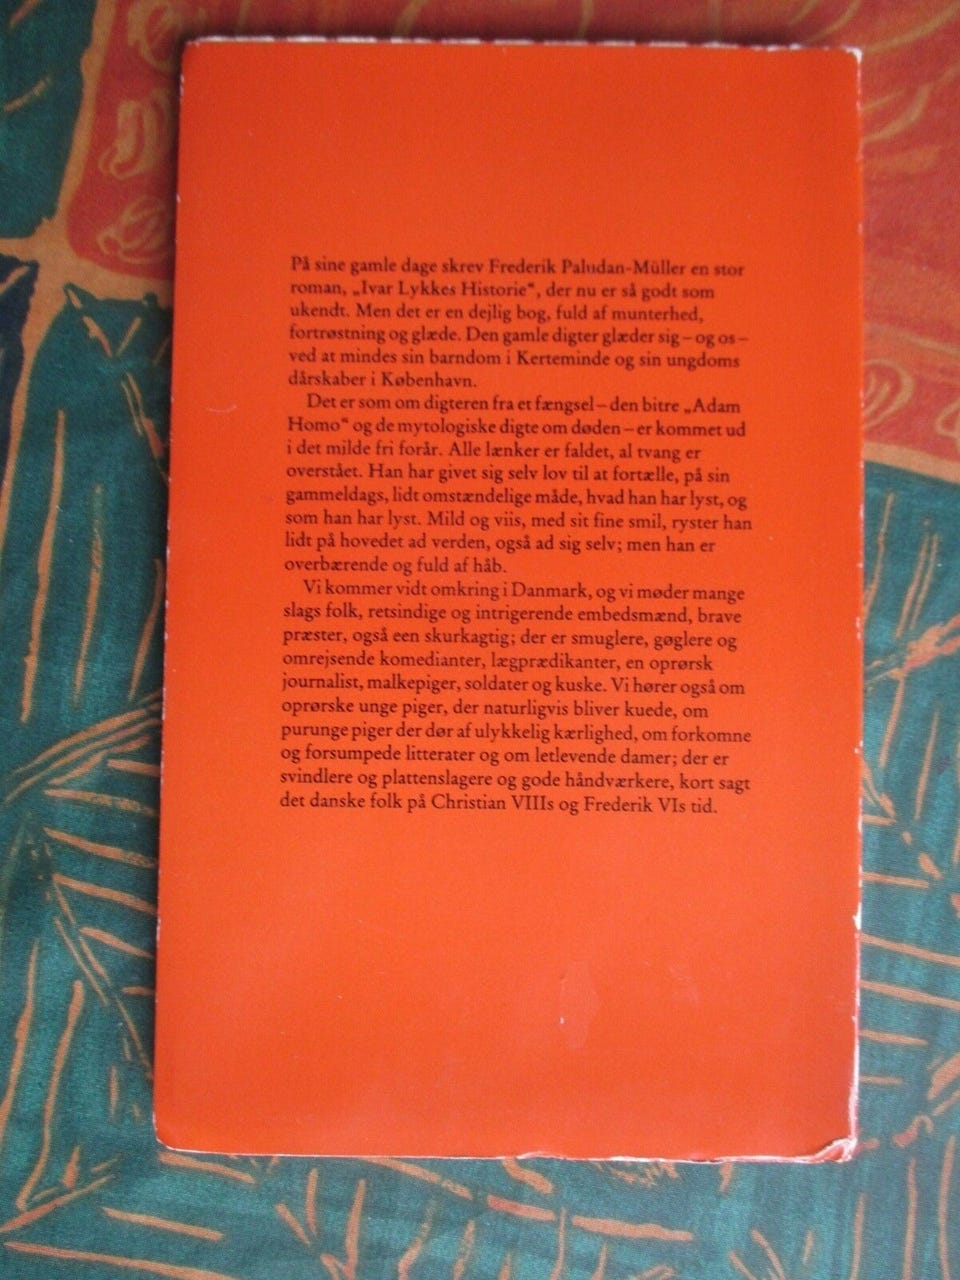 På sine gamle dage skrev Frederik Paludan-Müller en stor
roman, „Ivar Lykkes Historie“, der nu er så godt som
ukendt. Men det er en dejlig bog, fuld af munterhed,
fortrøstning og glæde. Den gamle digter glæder sig – og os –
ved at mindes sin barndom i Kerteminde og sin ungdoms
dårskaber i København.
Det er som om digteren fra et fængsel – den bitre „Adam
Homo“ og de mytologiske digte om døden – er kommet ud
i det milde fri forår. Alle lænker er faldet, al tvang er
overstået. Han har givet sig selv lov til at fortælle, på sin
gammeldags, lidt omstændelige måde, hvad han har lyst, og
som han har lyst. Mild og viis, med sit fine smil, ryster han
lidt på hovedet ad verden, også ad sig selv; men han er
overbærende og fuld af håb.
Vi kommer vidt omkring i Danmark, og vi møder mange
slags folk, retsindige og intrigerende embedsmænd, brave
præster, også een skurkagtig; der er smuglere, gøglere og
omrejsende komedianter, lægprædikanter, en oprørsk
journalist, malkepiger, soldater og kuske. Vi hører også om
oprørske unge piger, der naturligvis bliver kuede, om
purunge piger der dør af ulykkelig kærlighed, om forkomne
og forsumpede litterater og om letlevende damer; der er
svindlere og plattenslagere og gode håndværkere, kort sagt
det danske folk på Christian VIIIs og Frederik VIs tid.